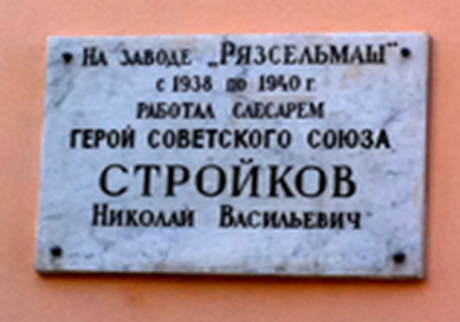 На заводе „Рязсельмаш"
с 1938 по 1940 г
работал слесарем
Герой Советского Союза
СТРОЙКОВ
Николай Васильевич